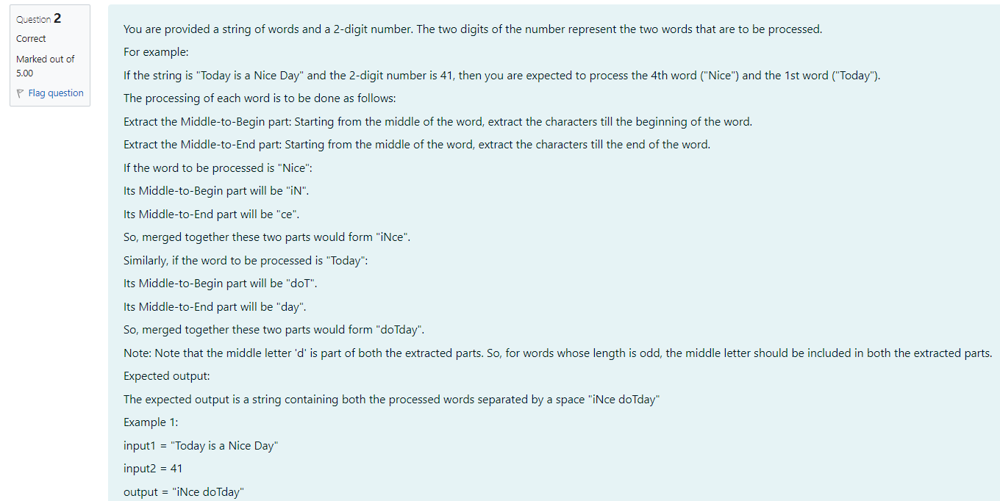 Question 2
Correct
Marked out of
5.00
Flag question
You are provided a string of words and a 2-digit number. The two digits of the number represent the two words that are to be processed.
For example:
If the string is "Today is a Nice Day" and the 2-digit number is 41, then you are expected to process the 4th word ("Nice") and the 1st word ("Today").
The processing of each word is to be done as follows:
Extract the Middle-to-Begin part: Starting from the middle of the word, extract the characters till the beginning of the word.
Extract the Middle-to-End part: Starting from the middle of the word, extract the characters till the end of the word.
If the word to be processed is "Nice":
Its Middle-to-Begin part will be "iN".
Its Middle-to-End part will be "ce".
So, merged together these two parts would form "iNce".
Similarly, if the word to be processed is "Today":
Its Middle-to-Begin part will be "doT".
Its Middle-to-End part will be "day".
So, merged together these two parts would form "doTday".
Note: Note that the middle letter 'd' is part of both the extracted parts. So, for words whose length is odd, the middle letter should be included in both the extracted parts.
Expected output:
The expected output is a string containing both the processed words separated by a space "iNce doTday"
Example 1:
input1 = "Today is a Nice Day"
input2 = 41
output = "iNce doTday"